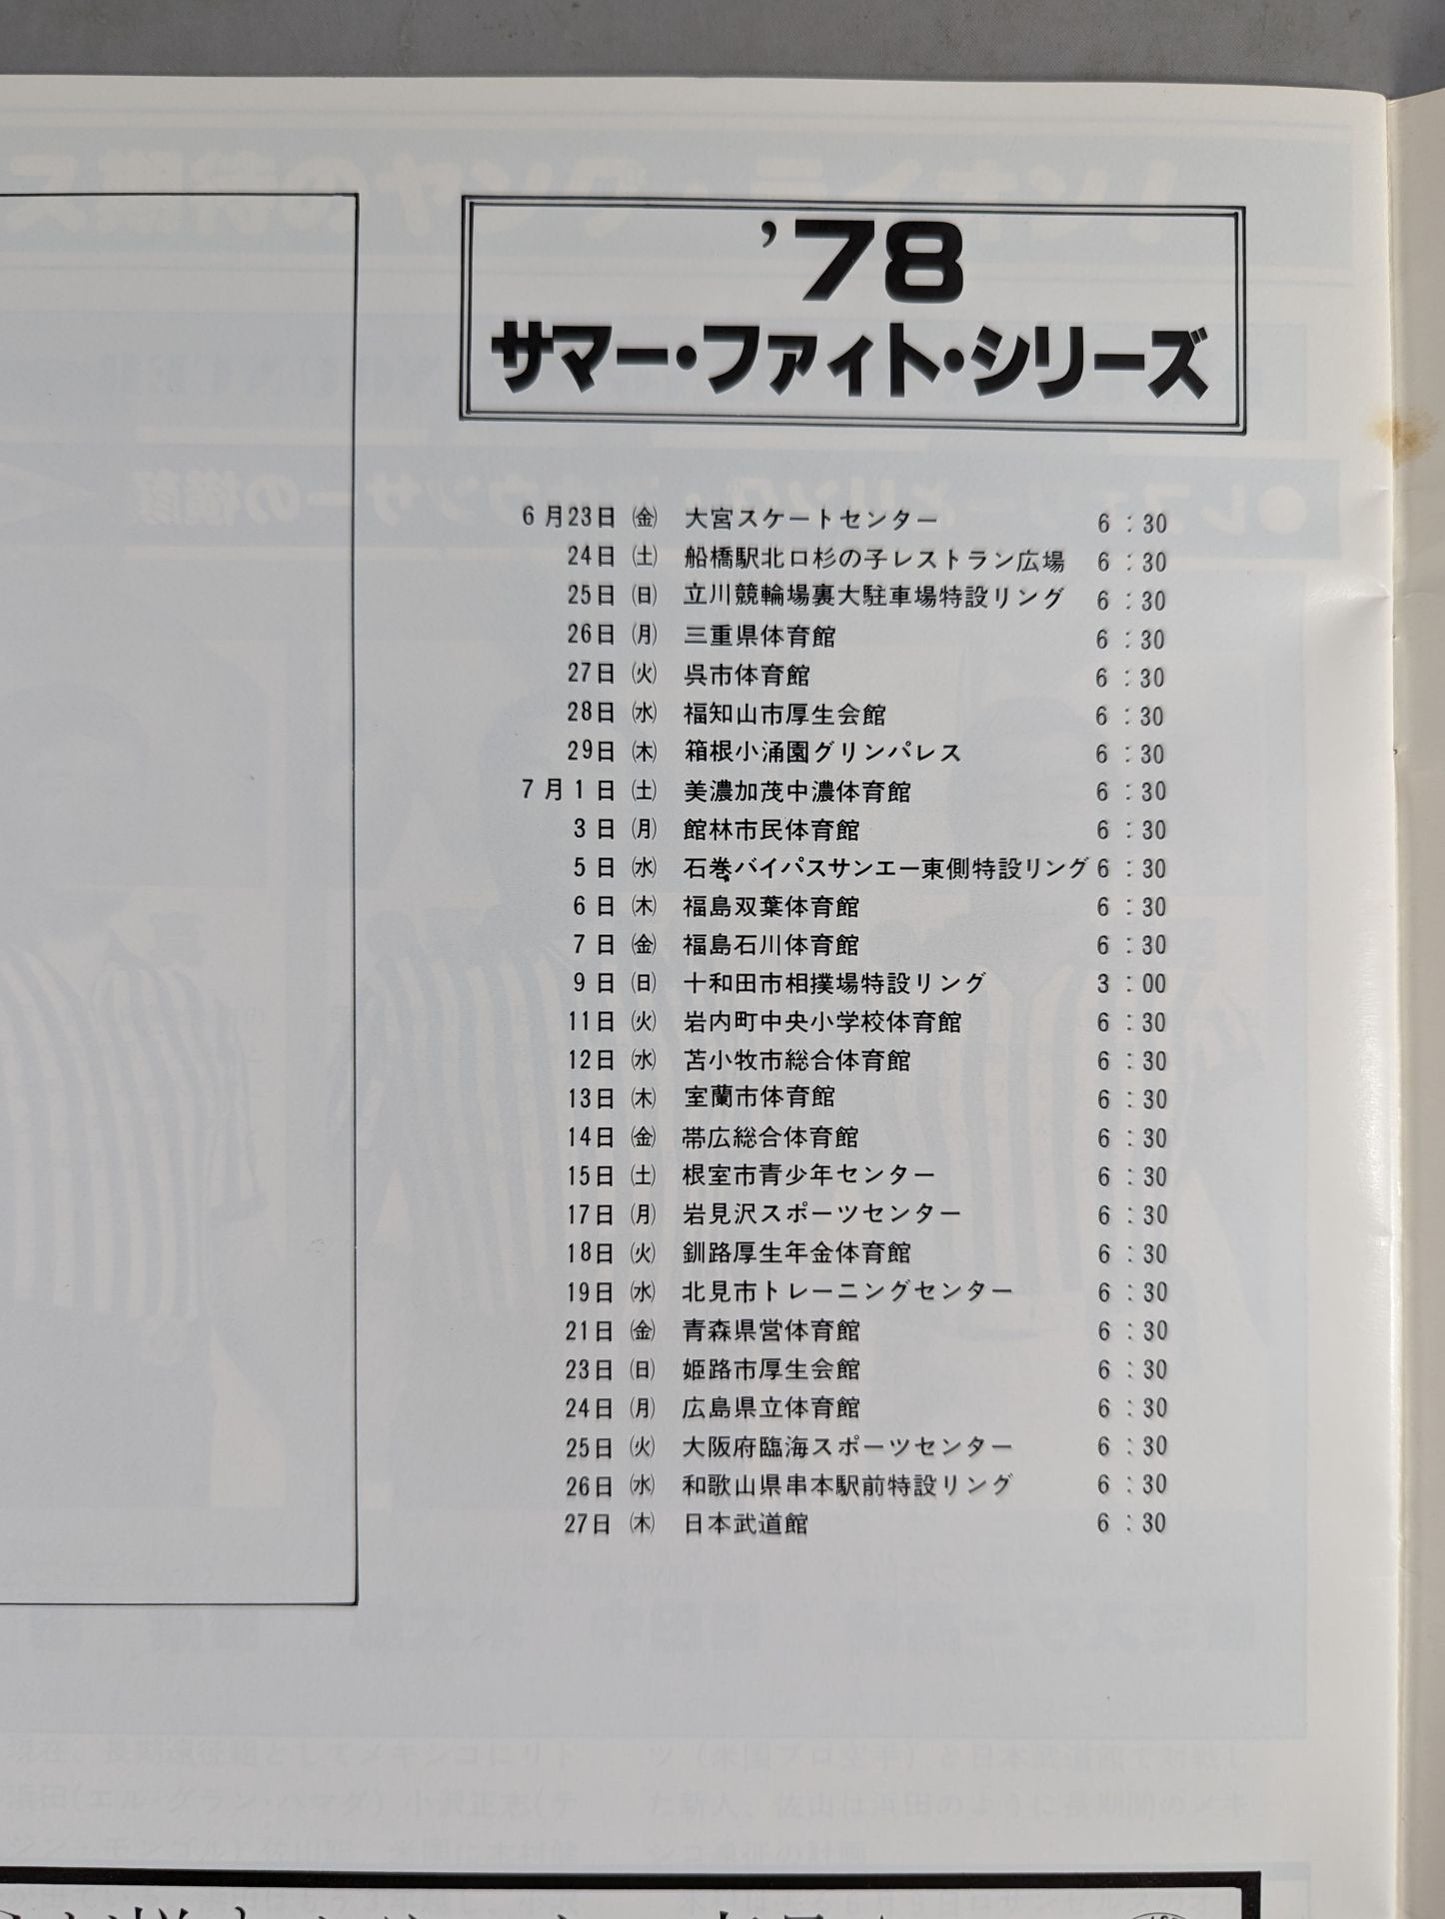 ’78
サマー・ファイト・シリーズ
6月23日㈮ 大宮スケートセンター 6:30
24日㈯ 船橋駅北口杉の子レストラン広場 6:30
25日㈰ 立川競輪場裏大駐車場特設リング 6:30
26日㈪ 三重県体育館 6:30
27日㈫ 呉市体育館 6:30
28日㈬ 福知山市厚生会館 6:30
29日㈭ 箱根小涌園グリンパレス 6:30
7月1日㈯ 美濃加茂中濃体育館 6:30
3日㈪ 館林市民体育館 6:30
5日㈬ 石巻バイパスサンエー東側特設リング 6:30
6日㈭ 福島双葉体育館 6:30
7日㈮ 福島石川体育館 6:30
9日㈰ 十和田市相撲場特設リング 3:00
11日㈫ 岩内町中央小学校体育館 6:30
12日㈬ 苫小牧市総合体育館 6:30
13日㈭ 室蘭市体育館 6:30
14日㈮ 帯広総合体育館 6:30
15日㈯ 根室市青少年センター 6:30
17日㈪ 岩見沢スポーツセンター 6:30
18日㈫ 釧路厚生年金体育館 6:30
19日㈬ 北見市トレーニングセンター 6:30
21日㈮ 青森県営体育館 6:30
23日㈰ 姫路市厚生会館 6:30
24日㈪ 広島県立体育館 6:30
25日㈫ 大阪府臨海スポーツセンター 6:30
26日㈬ 和歌山県串本駅前特設リング 6:30
27日㈭ 日本武道館 6:30